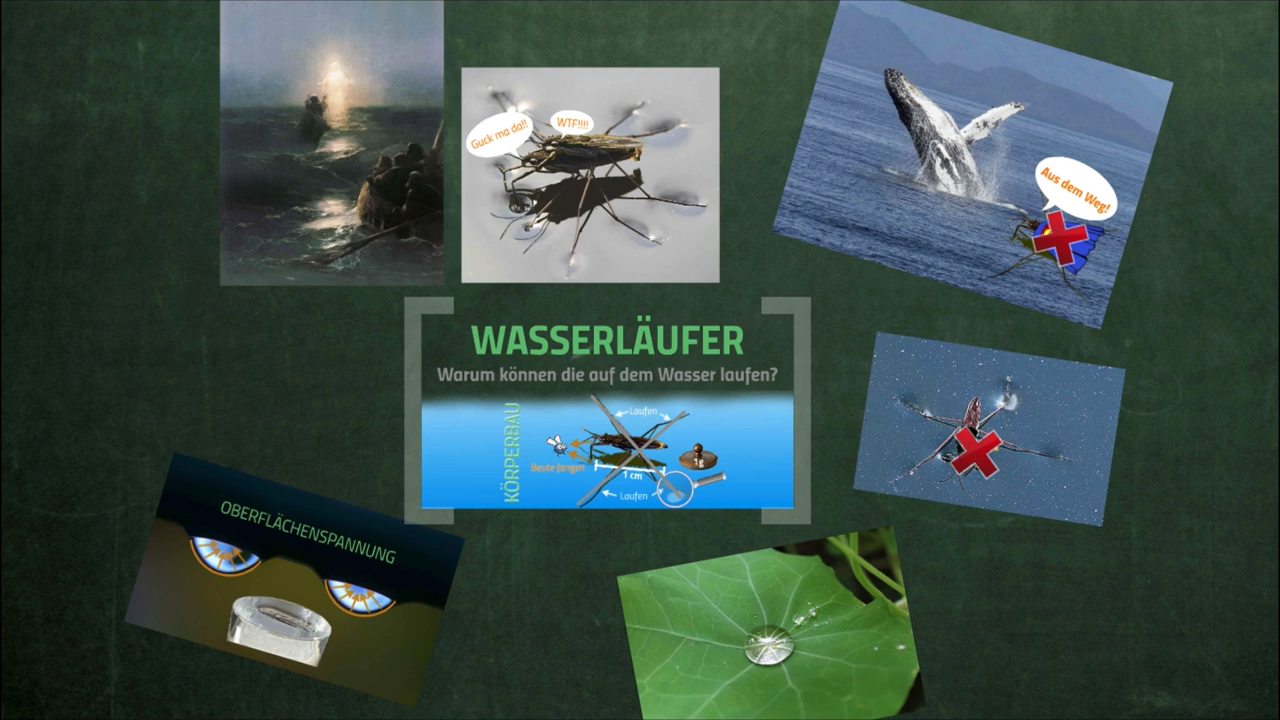 Guck ma da!!
WTF!!!!
Aus dem Weg!
WASSERLÄUFER
Warum können die auf dem Wasser laufen?
KÖRPERBAU
Laufen
Beute fangen
1 cm
Laufen
OBERFLÄCHENSPANNUNG